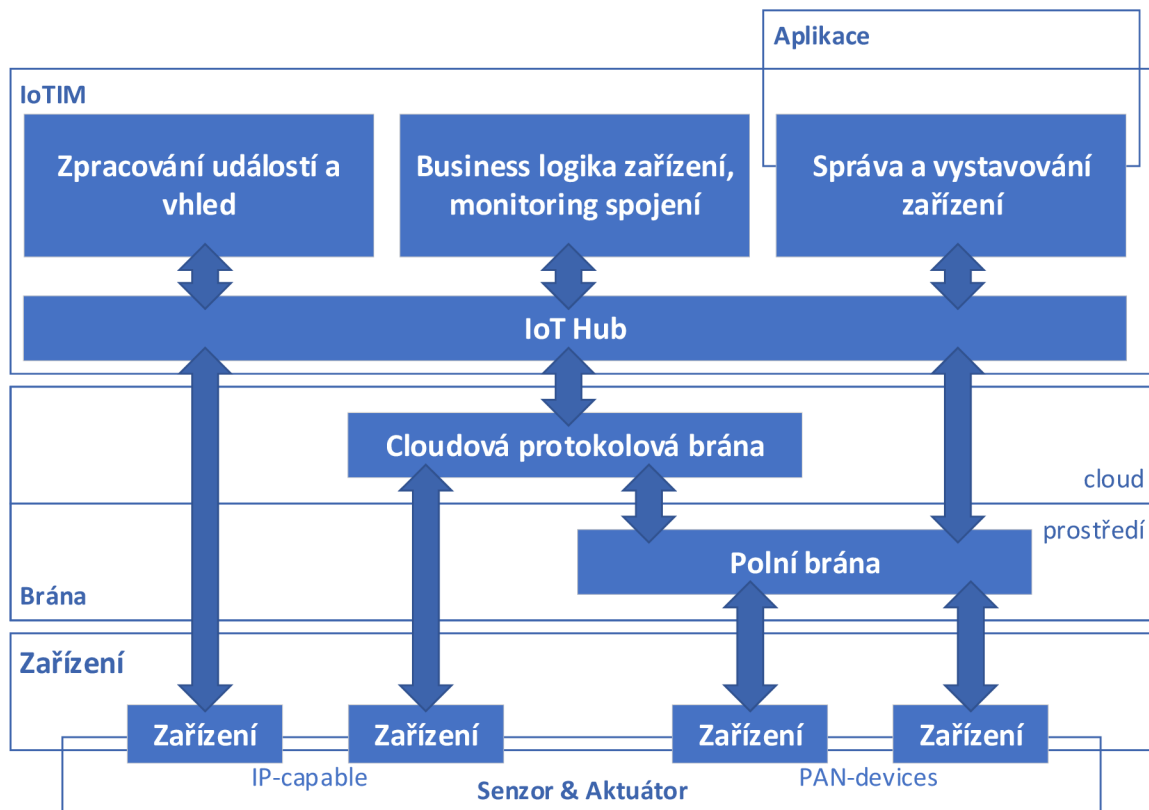 Aplikace
IoTIM
Zpracování událostí a
vhled
Business logika zařízení,
monitoring spojení
Správa a vystavování
zařízení
IoT Hub
Cloudová protokolová brána
cloud
prostředí
Polní brána
Brána
Zařízení
Zařízení
Zařízení
Zařízení
Zařízení
IP-capable
PAN-devices
Senzor & Aktuátor